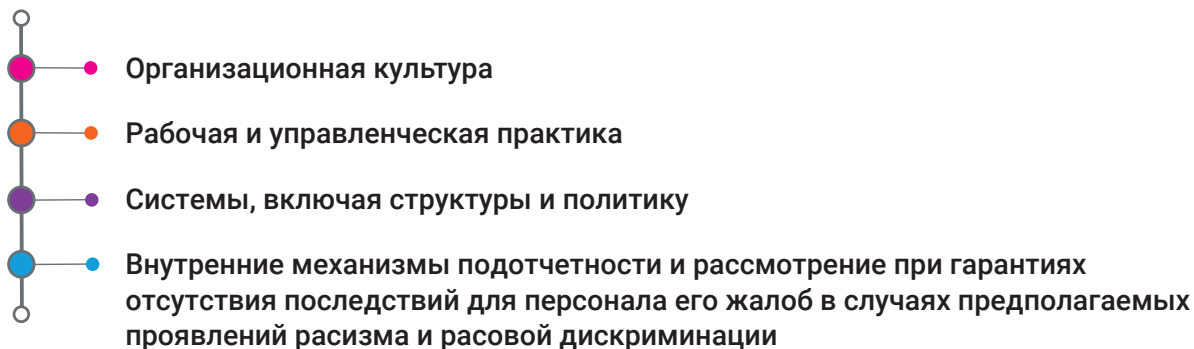 Организационная культура
Рабочая и управленческая практика
Системы, включая структуры и политику
Внутренние механизмы подотчетности и рассмотрение при гарантиях
отсутствия последствий для персонала его жалоб в случаях предполагаемых
проявлений расизма и расовой дискриминации